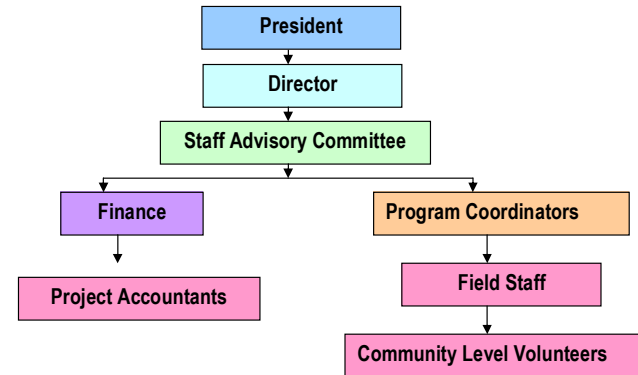 President
Director
Staff Advisory Committee
Finance
Program Coordinators
Project Accountants
Field Staff
Community Level Volunteers